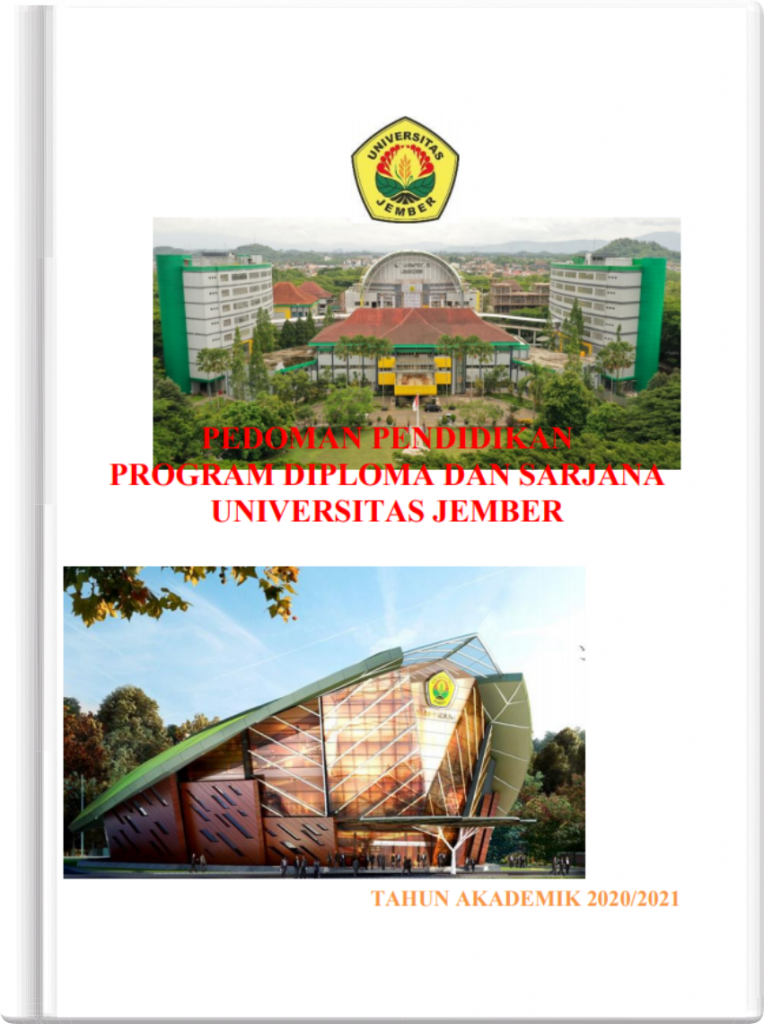 UNIVERSITAS
JEMBER
PEDOMAN PENDIDIKAN
PROGRAM DIPLOMA DAN SARJANA
UNIVERSITAS JEMBER
TAHUN AKADEMIK 2020/2021